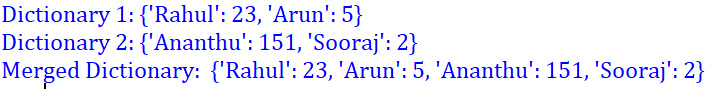 Dictionary 1: {'Rahul': 23, 'Arun': 5}
Dictionary 2: {'Ananthu': 151, 'Sooraj': 2}
Merged Dictionary:  {'Rahul': 23, 'Arun': 5, 'Ananthu': 151, 'Sooraj': 2}